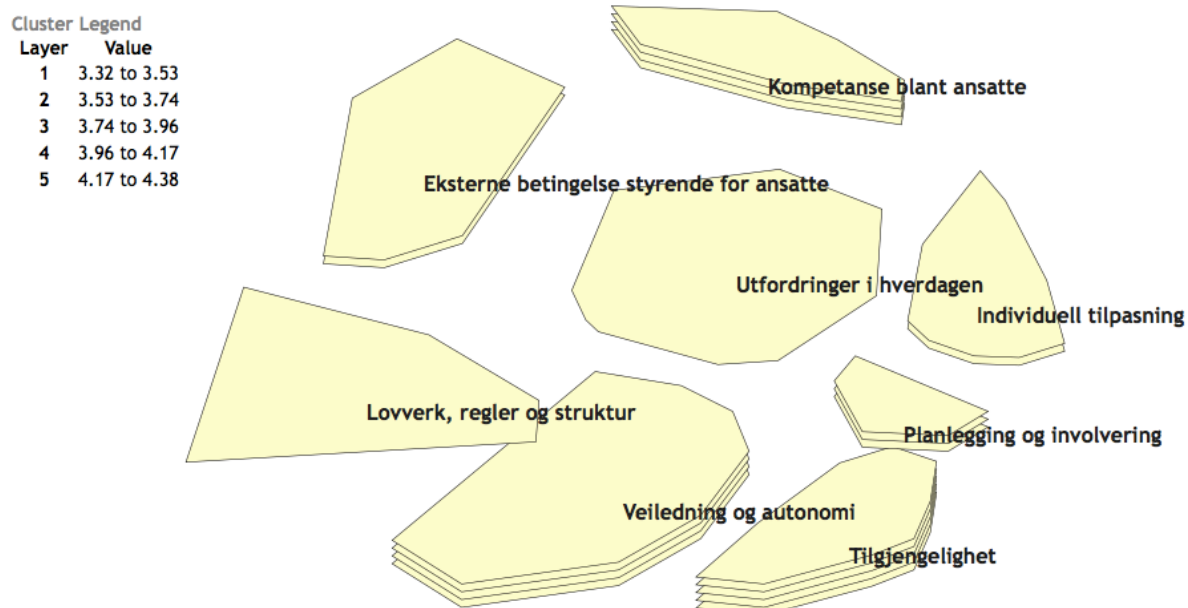 Cluster Legend
Layer Value
1 3.32 to 3.53
2 3.53 to 3.74
3 3.74 to 3.96
4 3.96 to 4.17
5 4.17 to 4.38
Kompetanse blant ansatte
Eksterne betingelse styrende for ansatte
Utfordringer i hverdagen
Individuell tilpasning
Lovverk, regler og struktur
Planlegging og involvering
Veiledning og autonomi
Tilgjengelighet